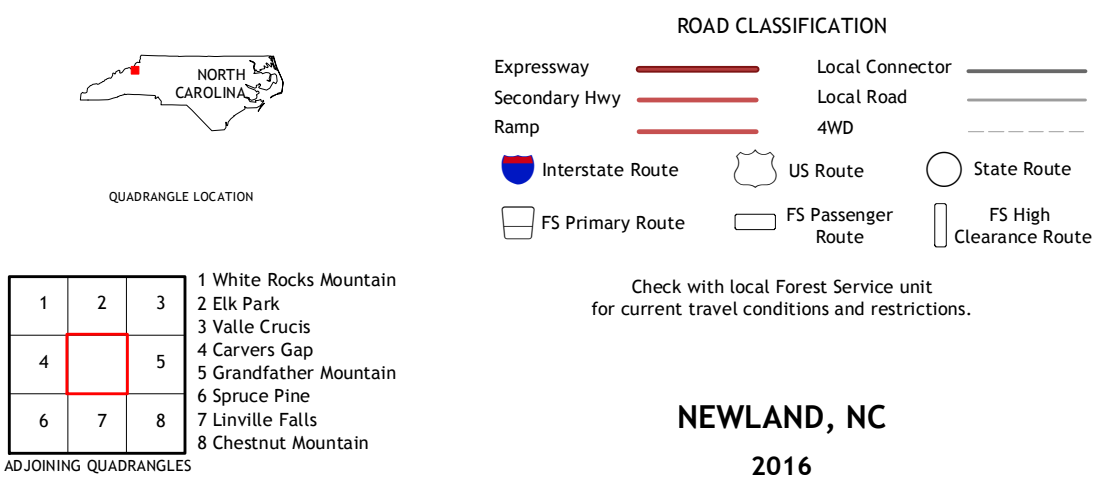 NORTH
CAROLINA
QUADRANGLE LOCATION
1 2 3
4 5
6 7 8
ADJOINING QUADRANGLES
1 White Rocks Mountain
2 Elk Park
3 Valle Crucis
4 Carvers Gap
5 Grandfather Mountain
6 Spruce Pine
7 Linville Falls
8 Chestnut Mountain
ROAD CLASSIFICATION
Expressway
Secondary Hwy
Ramp
Local Connector
Local Road
4WD
Interstate Route
US Route
State Route
FS Primary Route
FS Passenger
Route
FS High
Clearance Route
Check with local Forest Service unit
for current travel conditions and restrictions.
NEWLAND, NC
2016